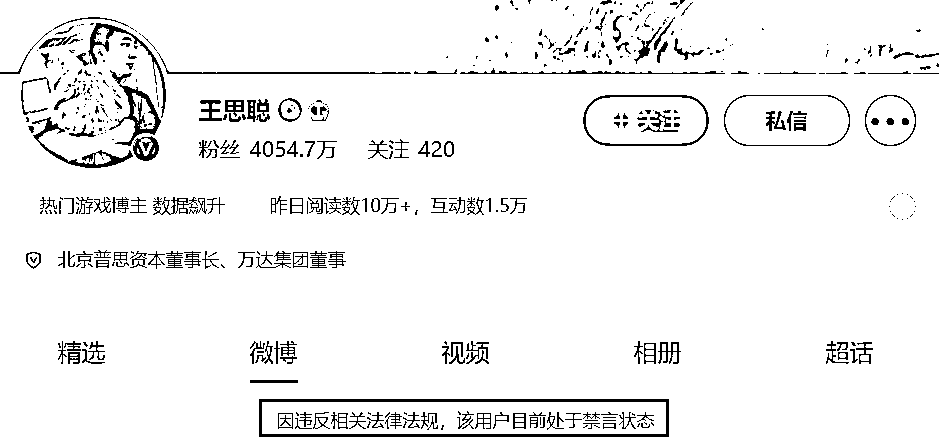 王思聪
+ 关注 私信
粉丝 4054.7万 关注 420
热门游戏博主 数据飙升 昨日阅读数10万+，互动数1.5万
北京普思资本董事长、万达集团董事
精选 微博 视频 相册 超话
因违反相关法律法规，该用户目前处于禁言状态